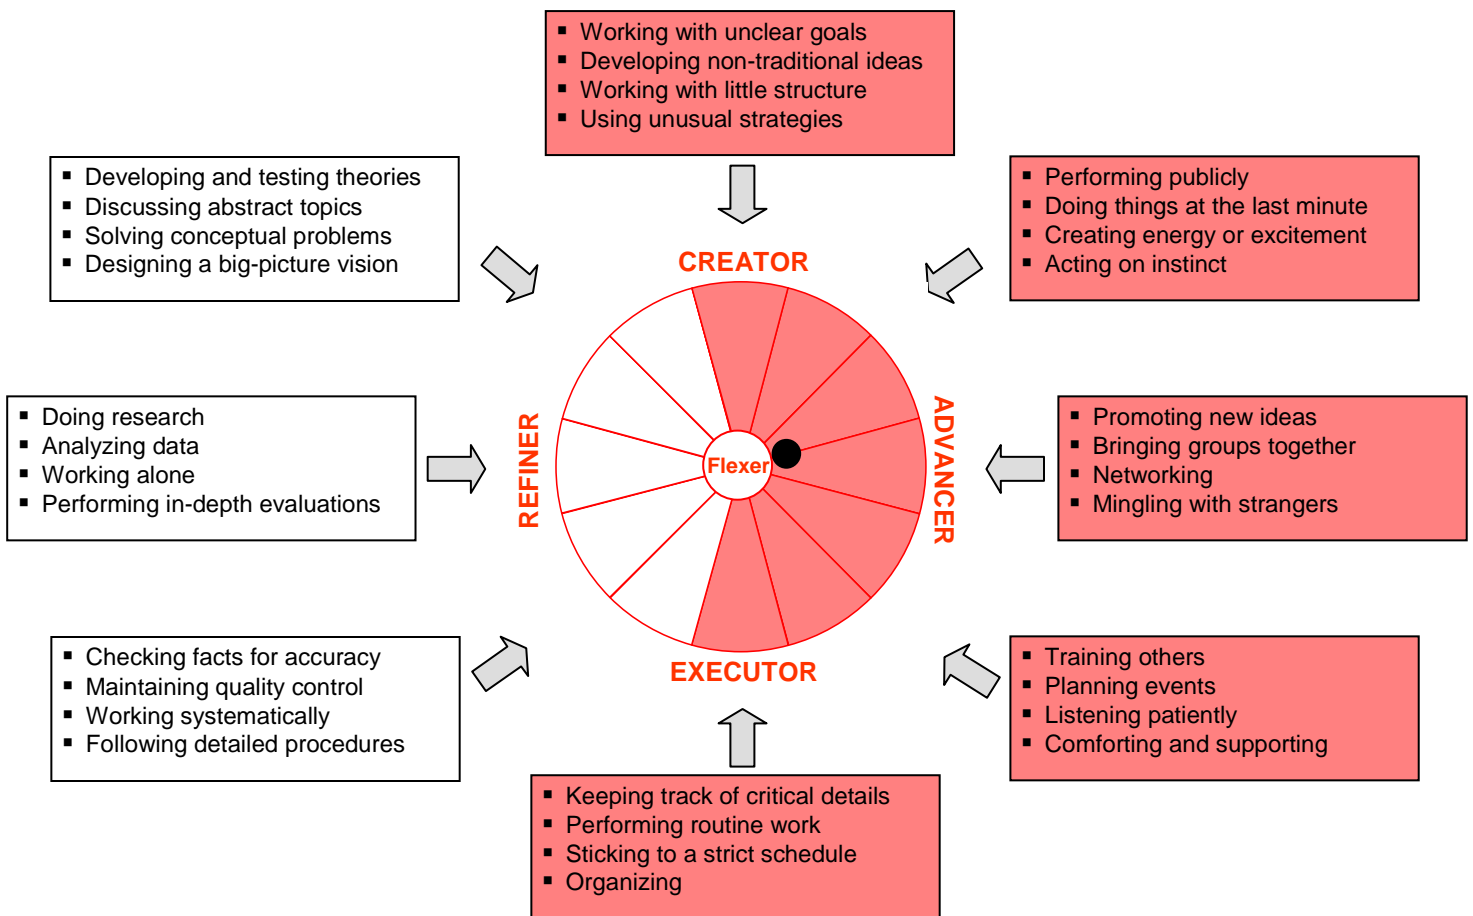 ▪ Working with unclear goals
▪ Developing non-traditional ideas
▪ Working with little structure
▪ Using unusual strategies
▪ Developing and testing theories
▪ Discussing abstract topics
▪ Solving conceptual problems
▪ Designing a big-picture vision
▪ Performing publicly
▪ Doing things at the last minute
▪ Creating energy or excitement
▪ Acting on instinct
CREATOR
▪ Doing research
▪ Analyzing data
▪ Working alone
▪ Performing in-depth evaluations
REFINER
Flexer
ADVANCER
▪ Promoting new ideas
▪ Bringing groups together
▪ Networking
▪ Mingling with strangers
▪ Checking facts for accuracy
▪ Maintaining quality control
▪ Working systematically
▪ Following detailed procedures
EXECUTOR
▪ Training others
▪ Planning events
▪ Listening patiently
▪ Comforting and supporting
▪ Keeping track of critical details
▪ Performing routine work
▪ Sticking to a strict schedule
▪ Organizing